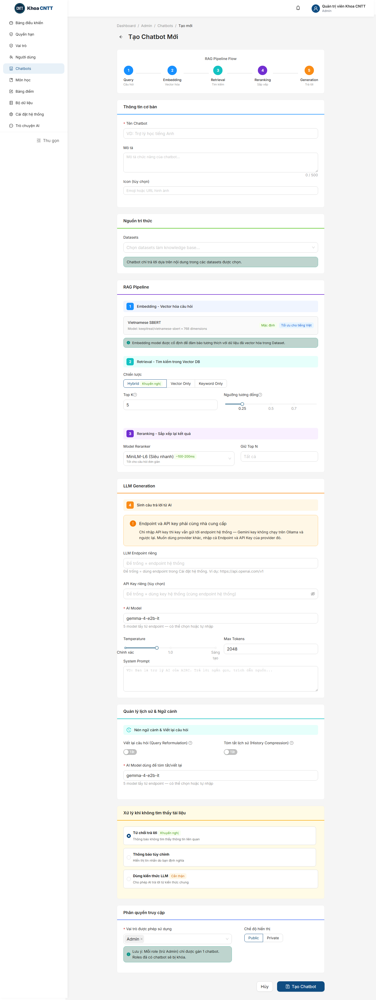 CNTT Khoa CNTT
Bảng điều khiển
Quyền hạn
Vai trò
Người dùng
Chatbots
Môn học
Bảng điểm
Bộ dữ liệu
Cài đặt hệ thống
Trò chuyện AI
Thu gọn
Quản trị viên Khoa CNTT
Admin
Dashboard / Admin / Chatbots / Tạo mới
Tạo Chatbot Mới
RAG Pipeline Flow
1 2 3 4 5
Query Embedding Retrieval Reranking Generation
Câu hỏi Vector hóa Tìm kiếm Sắp xếp Trả lời
Thông tin cơ bản
* Tên Chatbot
VD: Trợ lý học tiếng Anh
Mô tả
Mô tả chức năng của chatbot...
0 / 500
Icon (tùy chọn)
Emoji hoặc URL hình ảnh
Nguồn tri thức
Datasets
Chọn datasets làm knowledge base...
Chatbot chỉ trả lời dựa trên nội dung trong các datasets được chọn.
RAG Pipeline
1 Embedding - Vector hóa câu hỏi
Vietnamese SBERT
Model: keepitreal/vietnamese-sbert • 768 dimensions
Mặc định Tối ưu cho tiếng Việt
Embedding model được cố định để đảm bảo tương thích với dữ liệu đã vector hóa trong Dataset.
2 Retrieval - Tìm kiếm trong Vector DB
Chiến lược
Hybrid Khuyến nghị Vector Only Keyword Only
Top K Ngưỡng tương đồng
5
0.25 0.5 0.7
3 Reranking - Sắp xếp lại kết quả
Model Reranker Giữ Top N
MiniLM-L6 (Siêu nhanh) ~100-200ms
Tốt cho câu hỏi đơn giản
Tất cả
LLM Generation
4 Sinh câu trả lời từ AI
Endpoint và API key phải cùng nhà cung cấp
Chỉ nhập API key thì key vẫn gửi tới endpoint hệ thống — Gemini key không chạy trên Ollama và
ngược lại. Muốn dùng provider khác, nhập cả Endpoint và API Key của provider đó.
LLM Endpoint riêng
Để trống = endpoint hệ thống
Để trống = dùng endpoint trong Cài đặt hệ thống. Ví dụ: https://api.openai.com/v1
API Key riêng (tùy chọn)
Để trống = dùng key hệ thống (cùng endpoint hệ thống)
* AI Model
gemma-4-e2b-it
5 model lấy từ endpoint — có thể chọn hoặc tự nhập
Temperature Max Tokens
2048
Chính xác 1.0 Sáng
tạo
System Prompt
VD: Bạn là trợ lý AI của AIRC. Trả lời ngắn gọn, trích dẫn nguồn...
Quản lý lịch sử & Ngữ cảnh
Nén ngữ cảnh & Viết lại câu hỏi
Viết lại câu hỏi (Query Reformulation) Tóm tắt lịch sử (History Compression)
Tắt Tắt
* AI Model dùng để tóm tắt/viết lại
gemma-4-e2b-it
5 model lấy từ endpoint — có thể chọn hoặc tự nhập
Xử lý khi không tìm thấy tài liệu
Từ chối trả lời Khuyến nghị
Thông báo không tìm thấy thông tin liên quan
Thông báo tùy chỉnh
Hiển thị tin nhắn do bạn định nghĩa
Dùng kiến thức LLM Cẩn thận
Cho phép AI trả lời từ kiến thức chung
Phân quyền truy cập
* Vai trò được phép sử dụng Chế độ hiển thị
Admin
Public Private
Lưu ý: Mỗi role (trừ Admin) chỉ được gán 1 chatbot.
Roles đã có chatbot sẽ bị khóa.
Hủy Tạo Chatbot